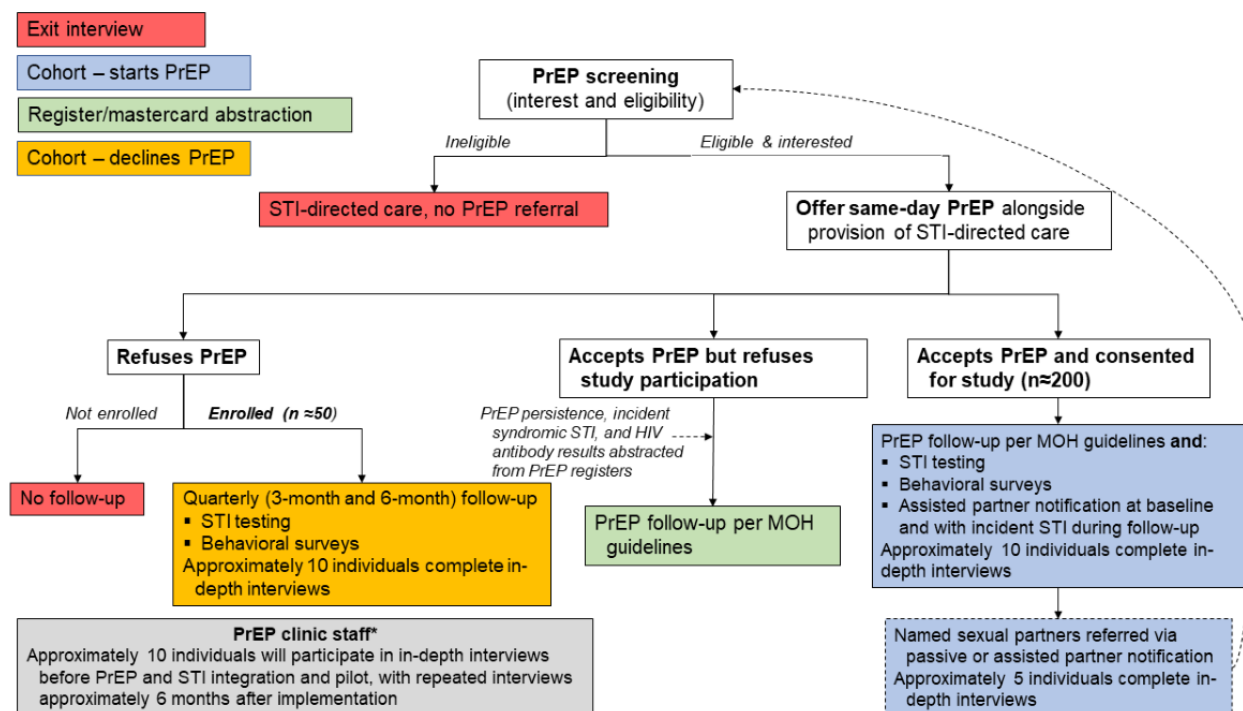 Exit interview
Cohort – starts PrEP
Register/mastercard abstraction
Cohort – declines PrEP
PrEP screening
(interest and eligibility)
Ineligible
Eligible & interested
STI-directed care, no PrEP referral
Offer same-day PrEP alongside
provision of STI-directed care
Refuses PrEP
Accepts PrEP but refuses
study participation
Accepts PrEP and consented
for study (n≈200)
Not enrolled
Enrolled (n ≈50)
PrEP persistence, incident
syndromic STI, and HIV
antibody results abstracted
from PrEP registers
No follow-up
Quarterly (3-month and 6-month) follow-up
▪ STI testing
▪ Behavioral surveys
Approximately 10 individuals complete in-
depth interviews
PrEP follow-up per MOH
guidelines
PrEP follow-up per MOH guidelines and:
▪ STI testing
▪ Behavioral surveys
▪ Assisted partner notification at baseline
and with incident STI during follow-up
Approximately 10 individuals complete in-
depth interviews
PrEP clinic staff*
Approximately 10 individuals will participate in in-depth interviews
before PrEP and STI integration and pilot, with repeated interviews
approximately 6 months after implementation
Named sexual partners referred via
passive or assisted partner notification
Approximately 5 individuals complete in-
depth interviews